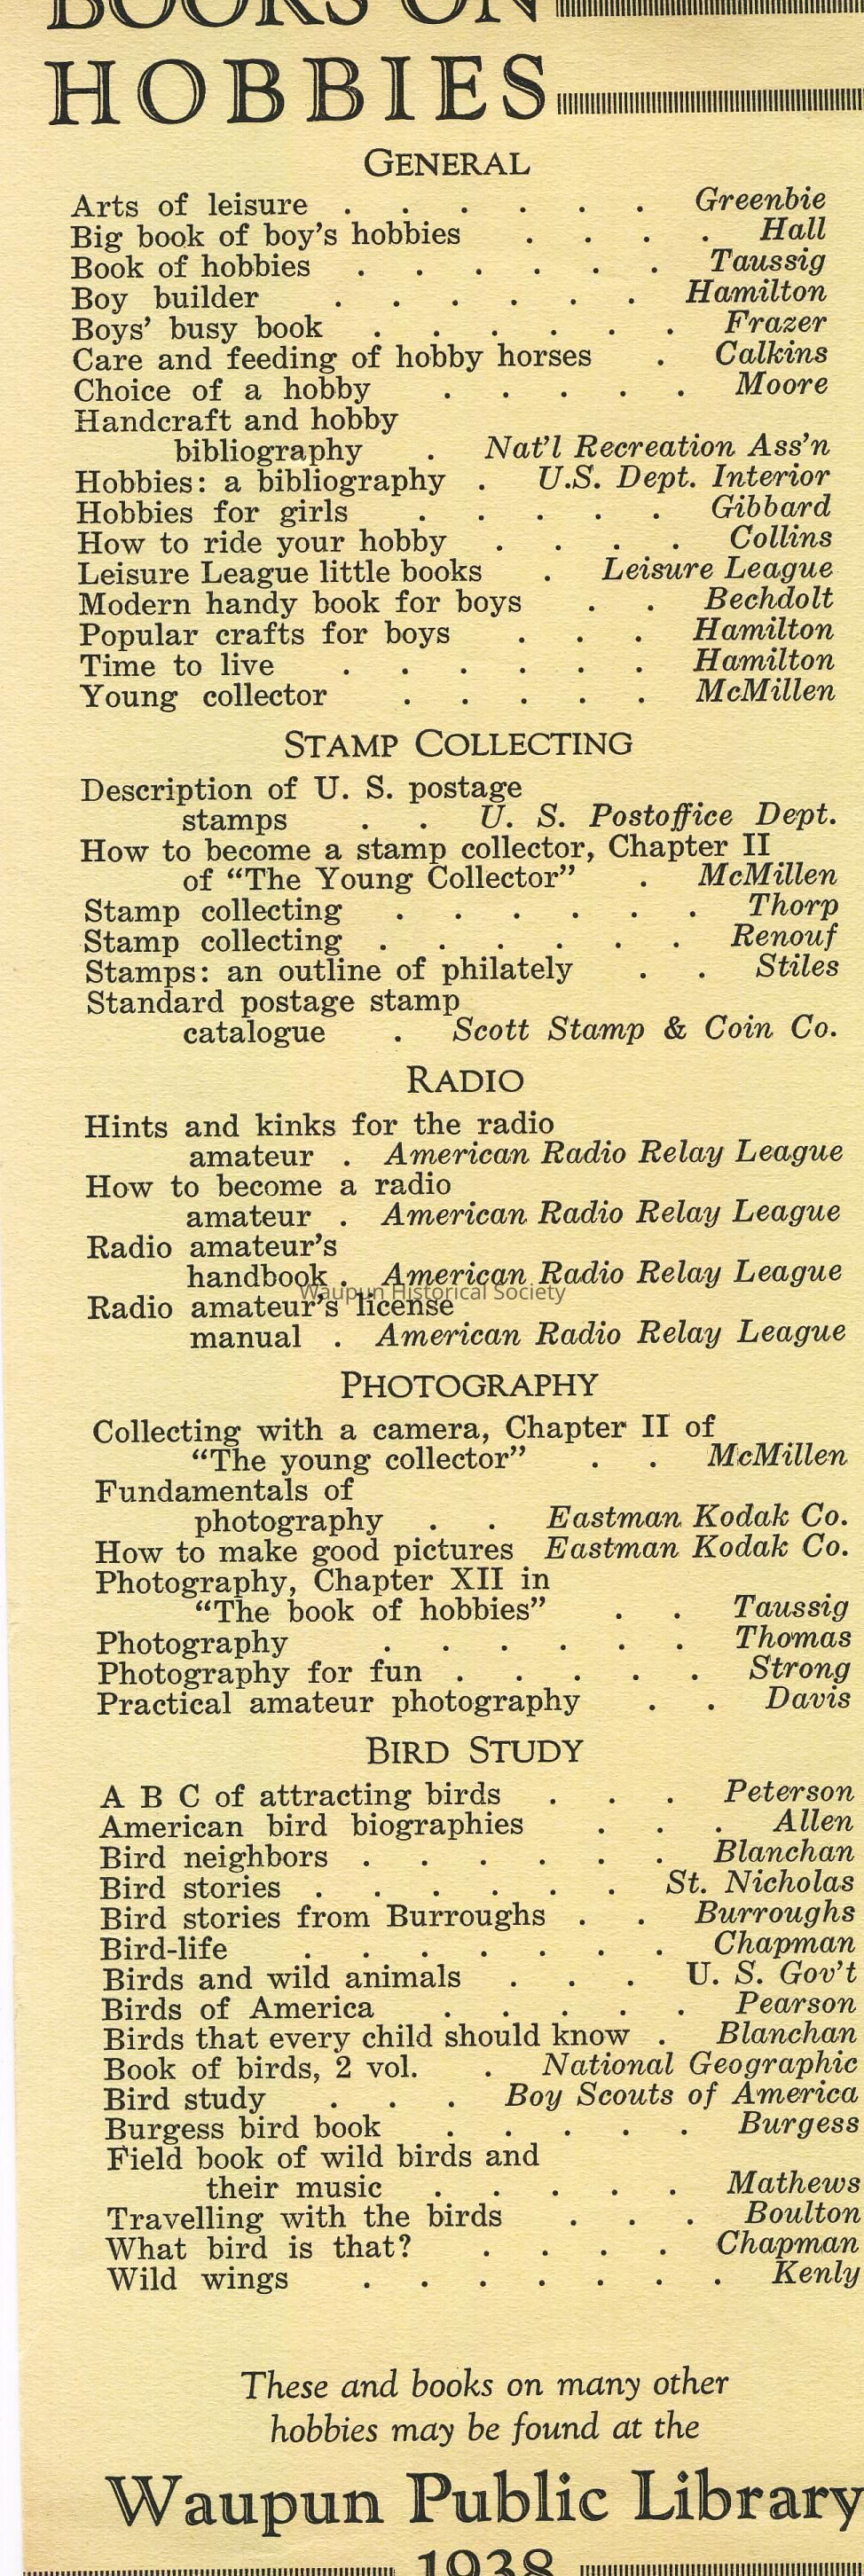 BOOKS ON
HOBBIES
GENERAL
Arts of leisure . . . . . . Greenbie
Big book of boy's hobbies . . . . Hall
Book of hobbies . . . . . . Taussig
Boy builder . . . . . . Hamilton
Boys' busy book . . . . . . Frazer
Care and feeding of hobby horses . Calkins
Choice of a hobby . . . . . Moore
Handcraft and hobby
bibliography . Nat'l Recreation Ass'n
Hobbies: a bibliography . U.S. Dept. Interior
Hobbies for girls . . . . . Gibbard
How to ride your hobby . . . . Collins
Leisure League little books . Leisure League
Modern handy book for boys . . Bechdolt
Popular crafts for boys . . . Hamilton
Time to live . . . . . . Hamilton
Young collector . . . . . McMillen
STAMP COLLECTING
Description of U. S. postage
stamps . . U. S. Postoffice Dept.
How to become a stamp collector, Chapter II
of “The Young Collector” . McMillen
Stamp collecting . . . . . . Thorp
Stamp collecting . . . . . . Renouf
Stamps: an outline of philately . . Stiles
Standard postage stamp
catalogue . Scott Stamp & Coin Co.
RADIO
Hints and kinks for the radio
amateur . American Radio Relay League
How to become a radio
amateur . American Radio Relay League
Radio amateur's
handbook . American Radio Relay League
Waupun Historical Society
Radio amateur's license
manual . American Radio Relay League
PHOTOGRAPHY
Collecting with a camera, Chapter II of
“The young collector” . . McMillen
Fundamentals of
photography . . Eastman Kodak Co.
How to make good pictures Eastman Kodak Co.
Photography, Chapter XII in
“The book of hobbies” . . Taussig
Photography . . . . . . Thomas
Photography for fun . . . . . Strong
Practical amateur photography . . Davis
BIRD STUDY
A B C of attracting birds . . . Peterson
American bird biographies . . . Allen
Bird neighbors . . . . . . Blanchan
Bird stories . . . . . . St. Nicholas
Bird stories from Burroughs . . Burroughs
Bird-life . . . . . . . Chapman
Birds and wild animals . . . U. S. Gov't
Birds of America . . . . . Pearson
Birds that every child should know . Blanchan
Book of birds, 2 vol. . National Geographic
Bird study . . . Boy Scouts of America
Burgess bird book . . . . . Burgess
Field book of wild birds and
their music . . . . . Mathews
Travelling with the birds . . . Boulton
What bird is that? . . . . Chapman
Wild wings . . . . . . . Kenly
These and books on many other
hobbies may be found at the
Waupun Public Library
1938